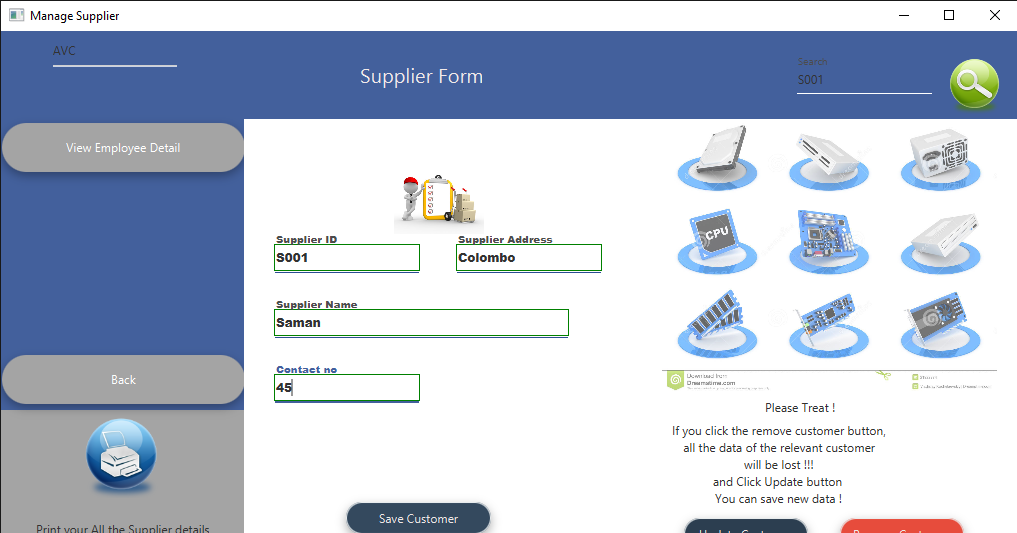 Manage Supplier
AVC
Supplier Form
Search
S001
View Employee Detail
Supplier ID
Supplier Address
S001
Colombo
CPU
Supplier Name
Saman
Contact no
45
Back
Download from
Dreamstime.com
Please Treat !
If you click the remove customer button,
all the data of the relevant customer
will be lost !!!
and Click Update button
You can save new data !
Save Customer
Print your All the Supplier details